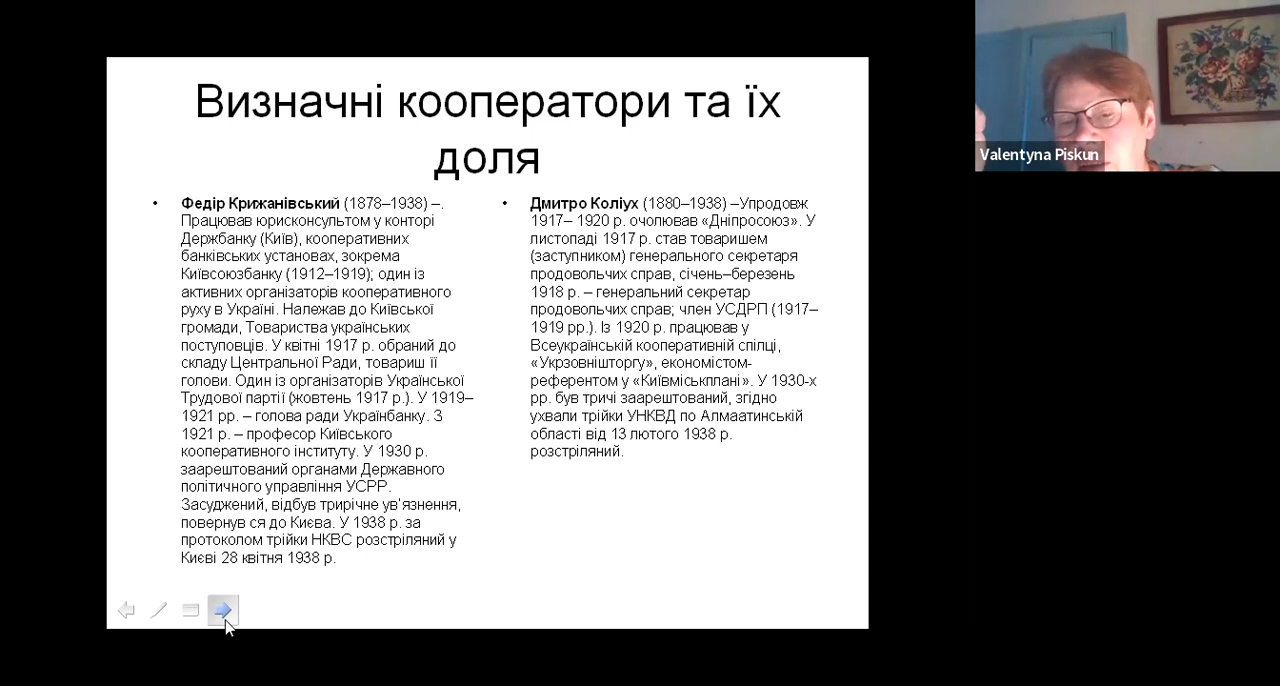 Визначні кооператори та їх
доля
• Федір Крижанівський (1878–1938) –.
Працював юрисконсультом у конторі
Держбанку (Київ), кооперативних
банківських установах, зокрема
Київсоюзбанку (1912–1919); один із
активних організаторів кооперативного
руху в Україні. Належав до Київської
громади, Товариства українських
поступовців. У квітні 1917 р. обраний до
складу Центральної Ради, товариш її
голови. Один із організаторів Української
Трудової партії (жовтень 1917 р.). У 1919–
1921 рр. – голова ради Українбанку. З
1921 р. – професор Київського
кооперативного інституту. У 1930 р.
заарештований органами Державного
політичного управління УСРР.
Засуджений, відбув трирічне ув’язнення,
повернув ся до Києва. У 1938 р. за
протоколом трійки НКВС розстріляний у
Києві 28 квітня 1938 р.
• Дмитро Коліух (1880–1938) –Упродовж
1917– 1920 р. очолював «Дніпросоюз». У
листопаді 1917 р. став товаришем
(заступником) генерального секретаря
продовольчих справ, січень–березень
1918 р. – генеральний секретар
продовольчих справ; член УСДРП (1917–
1919 рр.). Із 1920 р. працював у
Всеукраїнській кооперативній спілці,
«Укрзовнішторгу», економістом-
референтом у «Київміськплані». У 1930-х
рр. був тричі заарештований, згідно
ухвали трійки УНКВД по Алмаатинській
області від 13 лютого 1938 р.
розстріляний.
Valentyna Piskun